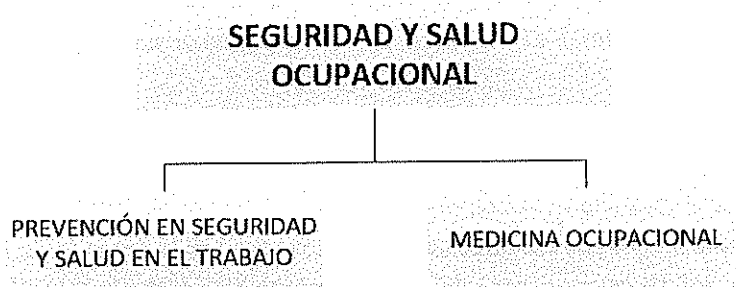 SEGURIDAD Y SALUD
OCUPACIONAL
PREVENCIÓN EN SEGURIDAD
Y SALUD EN EL TRABAJO
MEDICINA OCUPACIONAL